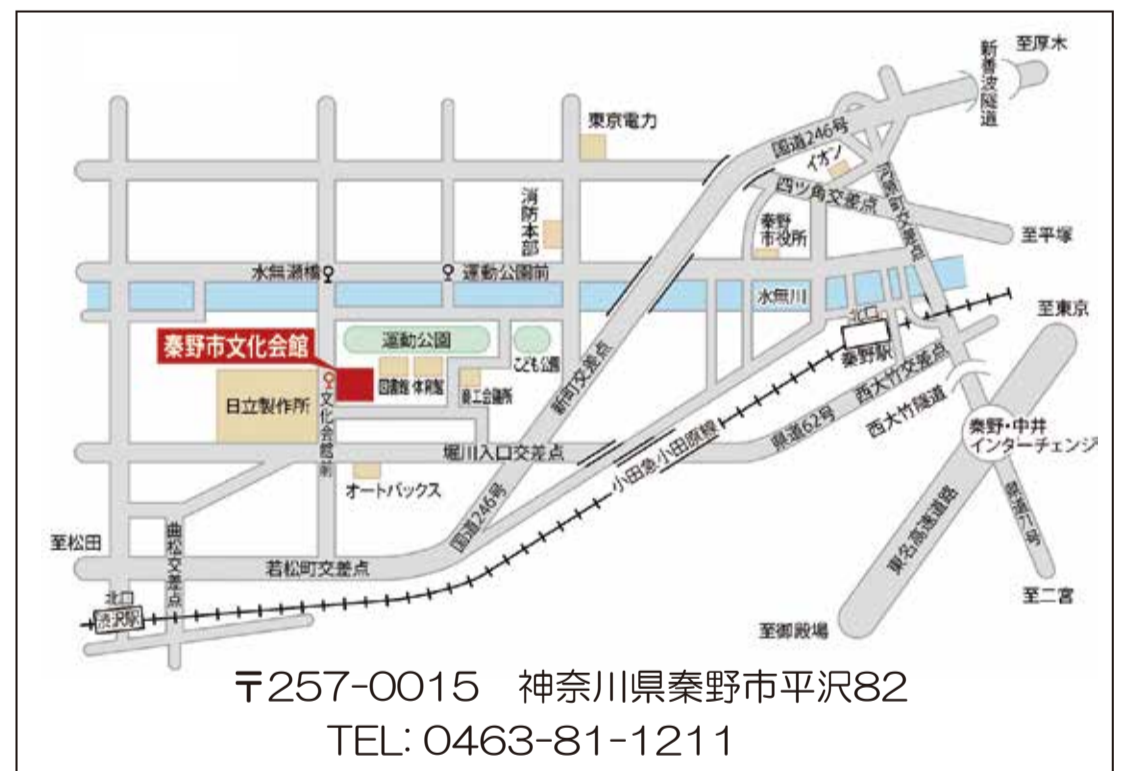 至厚木
新善波隧道
東京電力
国道246号
イオン
四ツ角交差点
消防本部
秦野
市役所
至平塚
水無瀬橋
運動公園前
水無川
北口
秦野駅
至東京
秦野市文化会館
運動公園
こども公園
図書館
体育館
商工会議所
日立製作所
文化会館前
新町交差点
西大竹交差点
西大竹隧道
県道62号
秦野・中井
インターチェンジ
堀川入口交差点
小田急小田原線
オートバックス
国道246号
県道71号
東名高速道路
至松田
曲松交差点
若松町交差点
北口
渋沢駅
至二宮
至御殿場
〒257-0015 神奈川県秦野市平沢82
TEL: 0463-81-1211